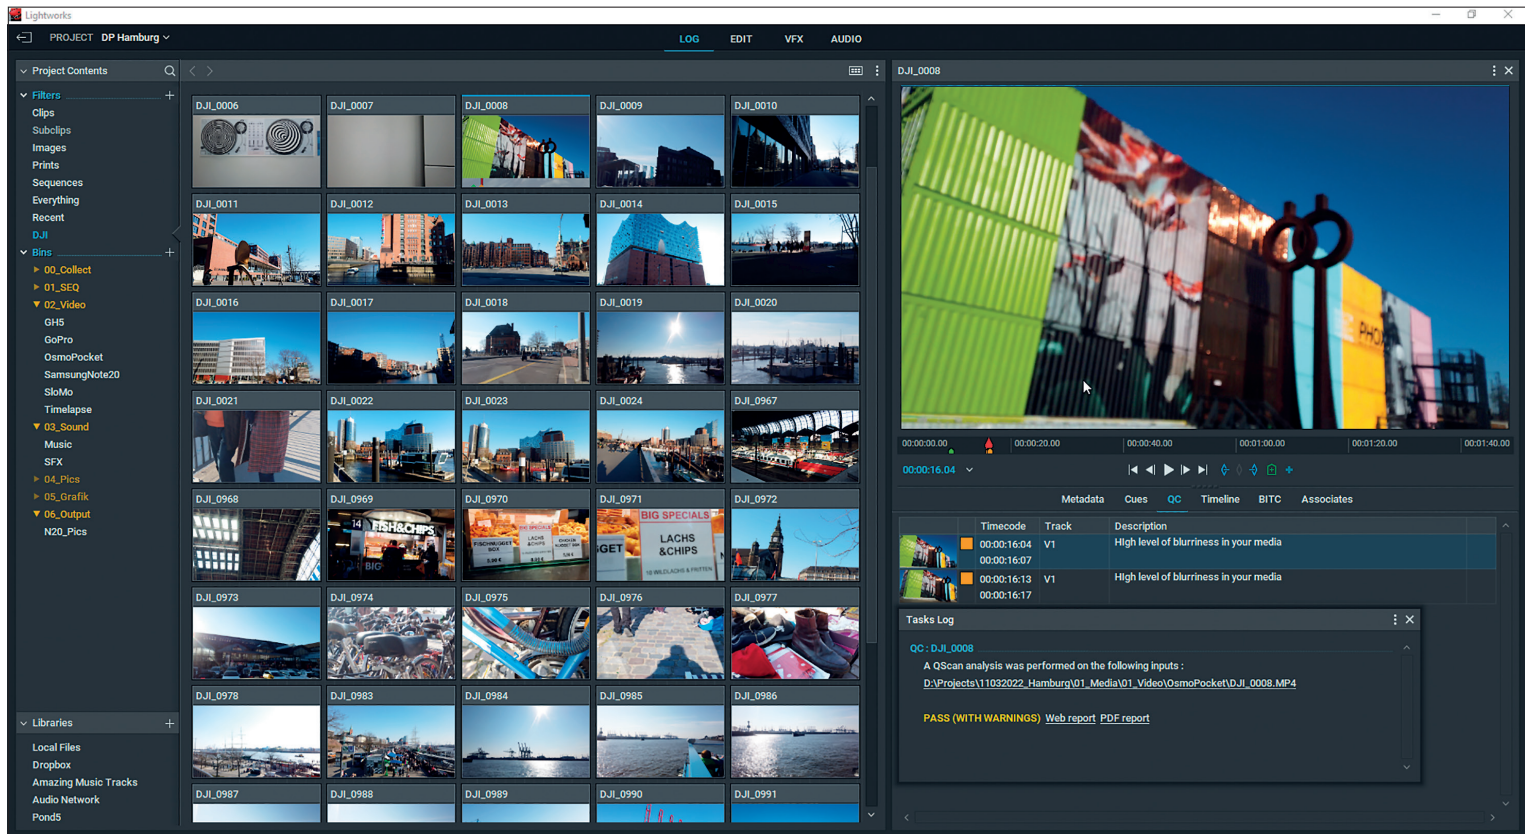 Lightworks
PROJECT DP Hamburg
LOG EDIT VFX AUDIO
Project Contents
Filters
Clips
Subclips
Images
Prints
Sequences
Everything
Recent
DJI
Bins
00_Collect
01_SEQ
02_Video
GH5
GoPro
OsmoPocket
SamsungNote20
SloMo
Timelapse
03_Sound
Music
SFX
04_Pics
05_Grafik
06_Output
N20_Pics
Libraries
Local Files
Dropbox
Amazing Music Tracks
Audio Network
Pond5
DJI_0006 DJI_0007 DJI_0008 DJI_0009 DJI_0010
DJI_0011 DJI_0012 DJI_0013 DJI_0014 DJI_0015
DJI_0016 DJI_0017 DJI_0018 DJI_0019 DJI_0020
DJI_0021 DJI_0022 DJI_0023 DJI_0024 DJI_0967
DJI_0968 DJI_0969 DJI_0970 DJI_0971 DJI_0972
14 FISH&CHIPS
BIG
BIG SPECIALS
LACHS
&CHIPS
BIG SPECIALS
LACHS
&CHIPS
DJI_0973 DJI_0974 DJI_0975 DJI_0976 DJI_0977
DJI_0978 DJI_0983 DJI_0984 DJI_0985 DJI_0986
DJI_0987 DJI_0988 DJI_0989 DJI_0990 DJI_0991
DJI_0008
PHO
00:00:00.00 00:00:20.00 00:00:40.00 00:01:00.00 00:01:20.00 00:01:40.00
00:00:16.04
Metadata Cues QC Timeline BITC Associates
Timecode Track Description
00:00:16:04 V1 HIgh level of blurriness in your media
00:00:16:07
00:00:16:13 V1 HIgh level of blurriness in your media
00:00:16:17
Tasks Log
QC : DJI_0008
A QScan analysis was performed on the following inputs :
D:\Projects\11032022_Hamburg\01_Media\01_Video\OsmoPocket\DJI_0008.MP4
PASS (WITH WARNINGS) Web report PDF report